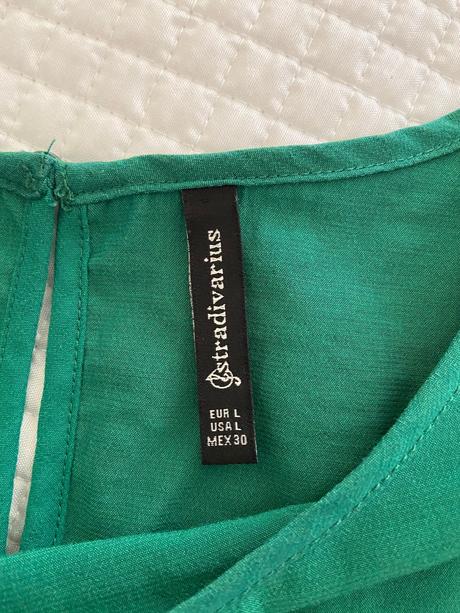 stradivarius
EUR L
USA L
MEX 30